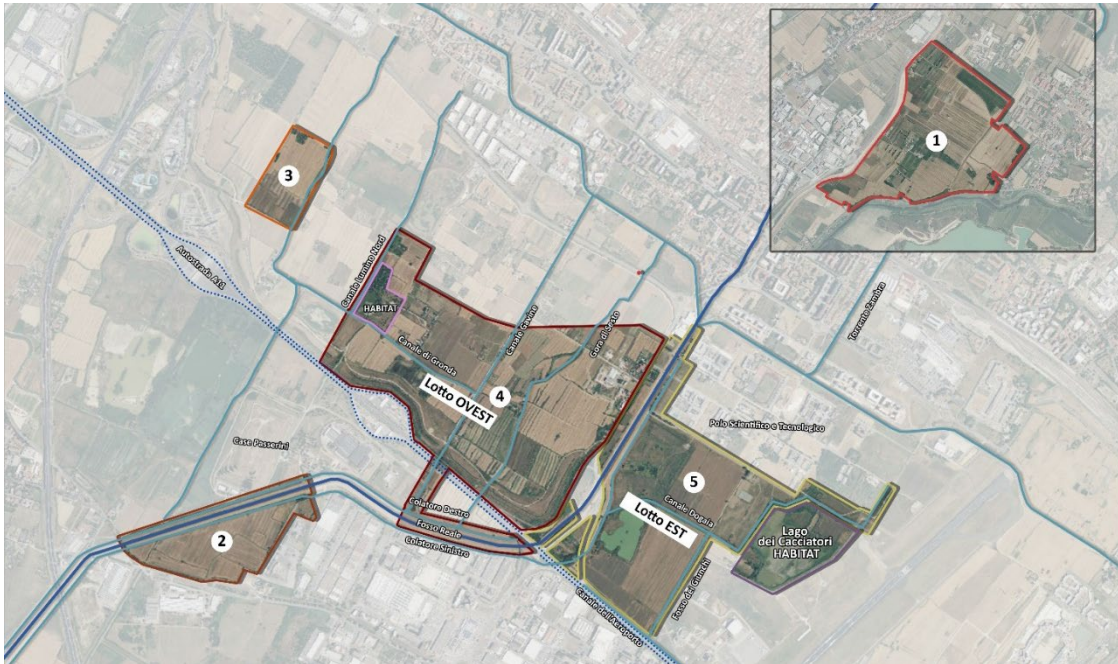 1
3
Autostrada A11
Canale Lumino Nord
HABITAT
Canale di Gronda
Canale Gavine
Gora di Sesto
Torrente Zambra
4
Lotto OVEST
Polo Scientifico e Tecnologico
Case Passerini
5
Canale Dogaia
Lotto EST
Lago
dei Cacciatori
HABITAT
Colatore Destro
Fosso Reale
Colatore Sinistro
2
Fosso dei Giunchi
Canale dell'Aeroporto